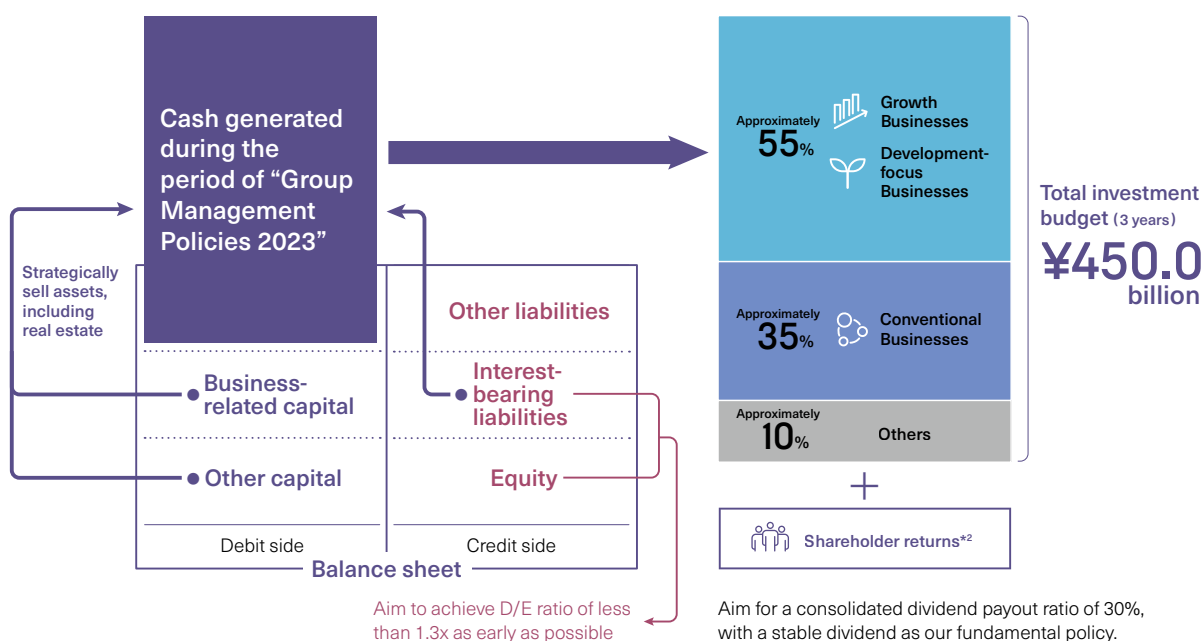 Cash generated
during the
period of “Group
Management
Policies 2023”
Strategically
sell assets,
including
real estate
Other liabilities
Business-
related capital
Interest-
bearing
liabilities
Other capital
Equity
Debit side
Credit side
Balance sheet
Aim to achieve D/E ratio of less
than 1.3x as early as possible
Approximately
55%
Growth
Businesses
Development-
focus
Businesses
Approximately
35%
Conventional
Businesses
Approximately
10%
Others
Total investment
budget (3 years)
¥450.0
billion
+
Shareholder returns*2
Aim for a consolidated dividend payout ratio of 30%,
with a stable dividend as our fundamental policy.